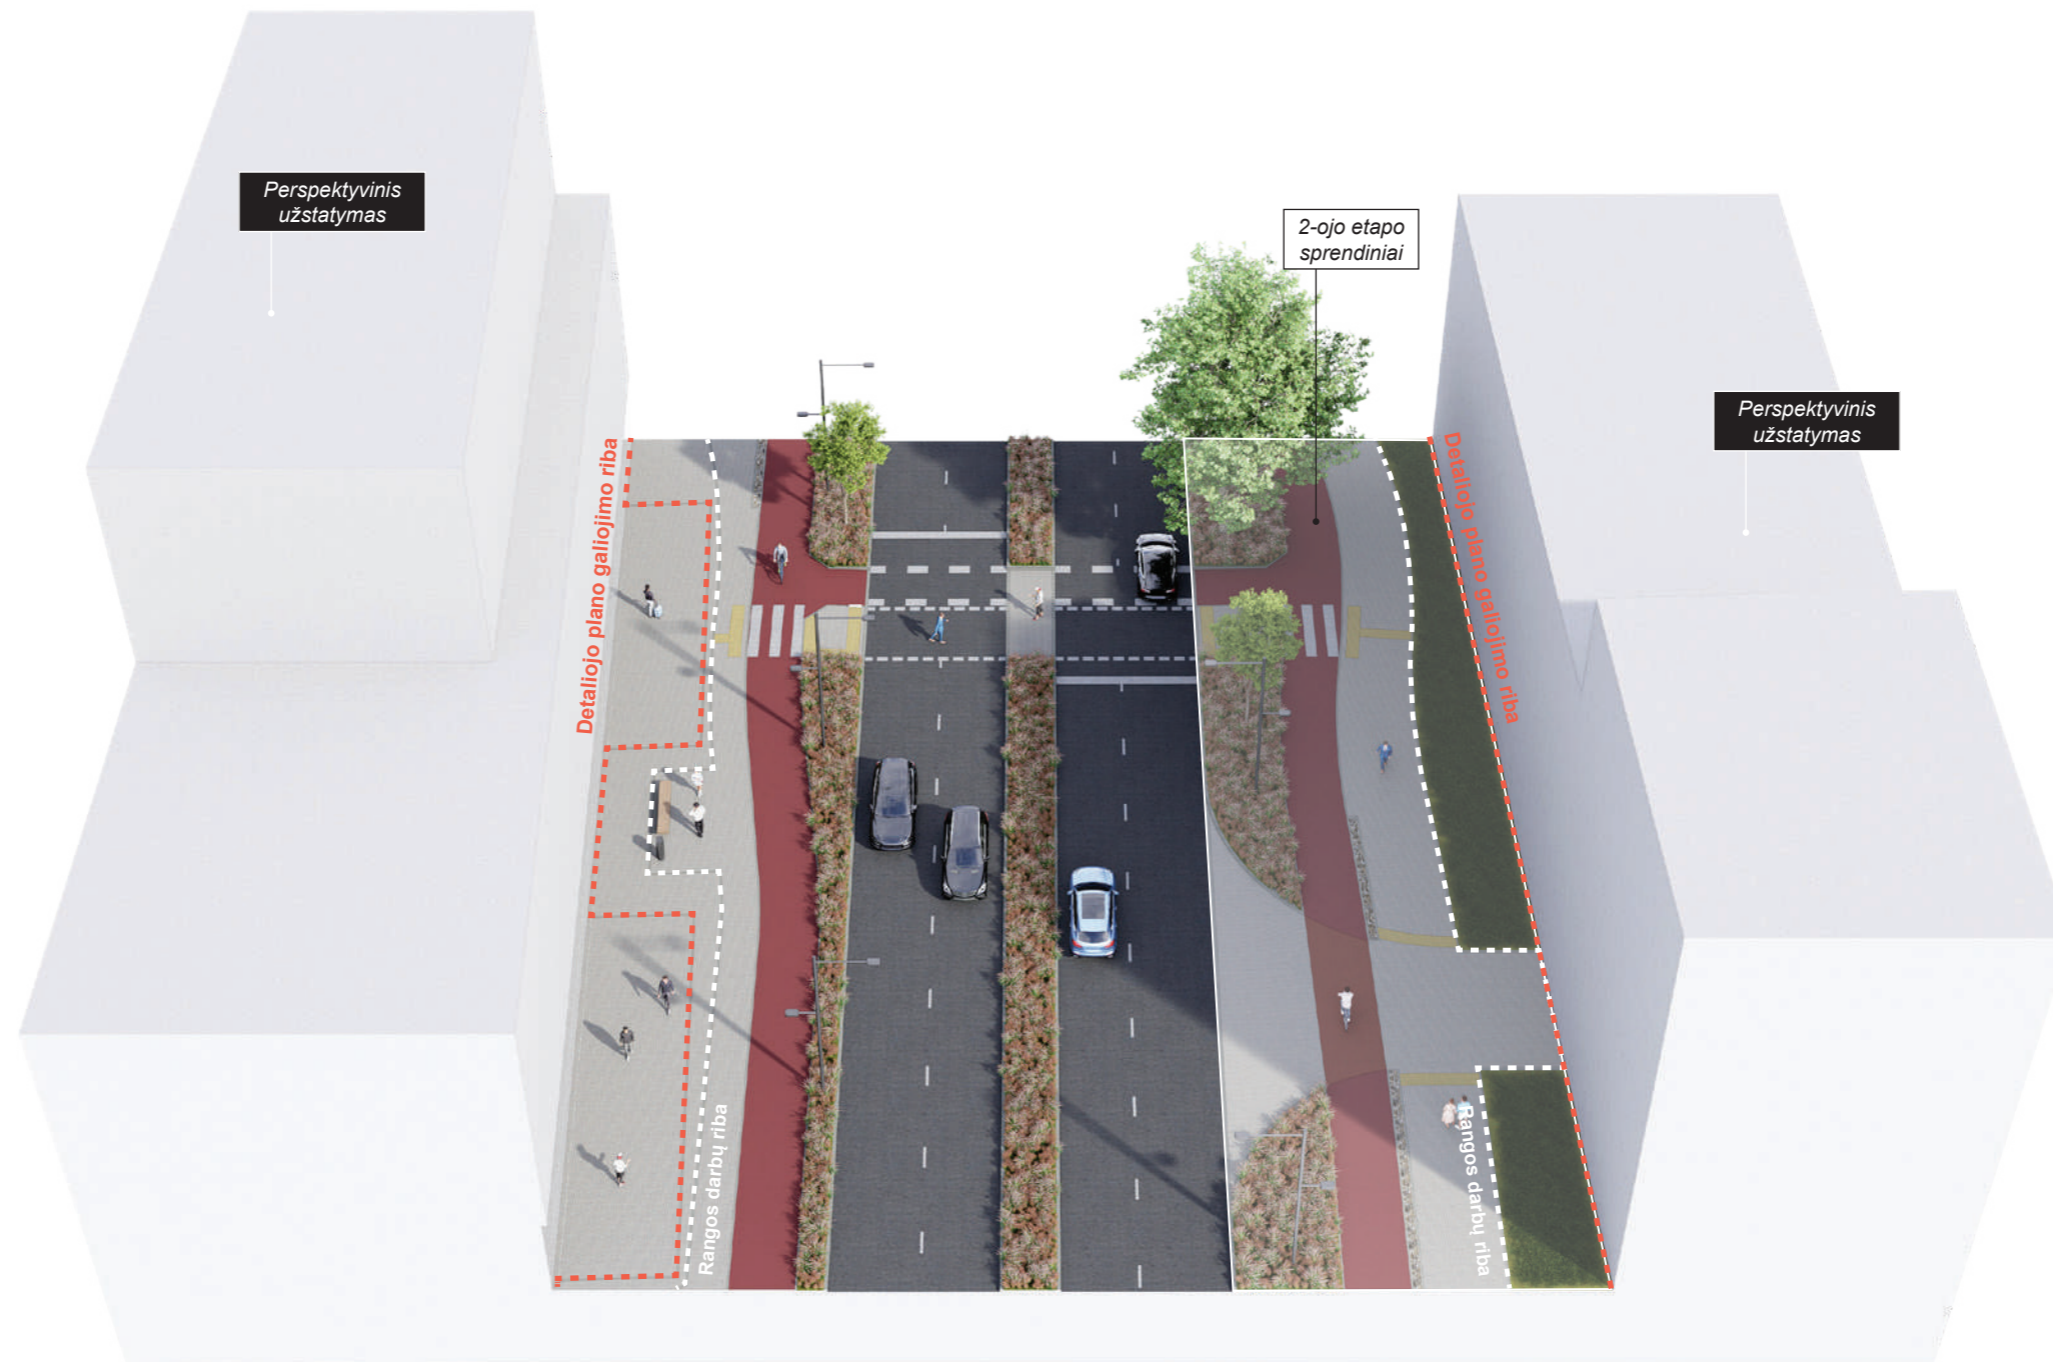 Perspektyvinis
užstatymas
2-ojo etapo
sprendiniai
Perspektyvinis
užstatymas
Detaliojo plano galiojimo riba
Detaliojo plano galiojimo riba
Rangos darbų riba
Rangos darbų riba